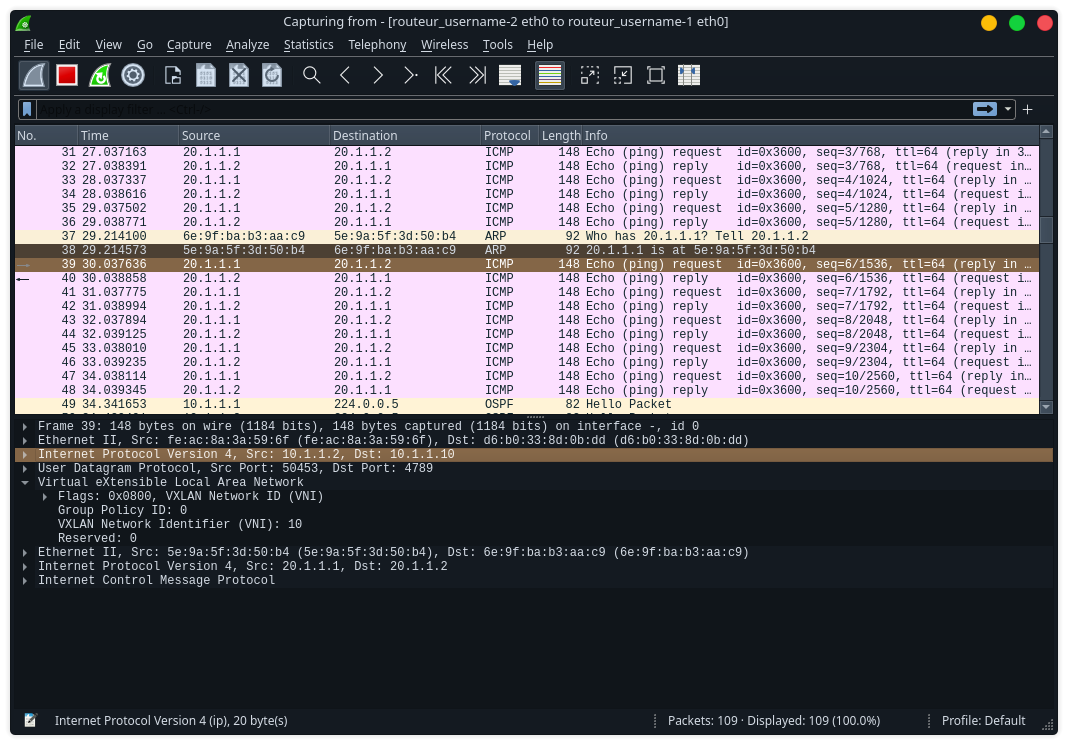 Capturing from - [routeur_username-2 eth0 to routeur_username-1 eth0]
File Edit View Go Capture Analyze Statistics Telephony Wireless Tools Help
Apply a display filter ... <Ctrl-/>
No. Time Source Destination Protocol Length Info
31 27.037163 20.1.1.1 20.1.1.2 ICMP 148 Echo (ping) request id=0x3600, seq=3/768, ttl=64 (reply in 3…
32 27.038391 20.1.1.2 20.1.1.1 ICMP 148 Echo (ping) reply id=0x3600, seq=3/768, ttl=64 (request in…
33 28.037337 20.1.1.1 20.1.1.2 ICMP 148 Echo (ping) request id=0x3600, seq=4/1024, ttl=64 (reply in …
34 28.038616 20.1.1.2 20.1.1.1 ICMP 148 Echo (ping) reply id=0x3600, seq=4/1024, ttl=64 (request i…
35 29.037502 20.1.1.1 20.1.1.2 ICMP 148 Echo (ping) request id=0x3600, seq=5/1280, ttl=64 (reply in …
36 29.038771 20.1.1.2 20.1.1.1 ICMP 148 Echo (ping) reply id=0x3600, seq=5/1280, ttl=64 (request i…
37 29.214100 6e:9f:ba:b3:aa:c9 5e:9a:5f:3d:50:b4 ARP 92 Who has 20.1.1.1? Tell 20.1.1.2
38 29.214573 5e:9a:5f:3d:50:b4 6e:9f:ba:b3:aa:c9 ARP 92 20.1.1.1 is at 5e:9a:5f:3d:50:b4
39 30.037636 20.1.1.1 20.1.1.2 ICMP 148 Echo (ping) request id=0x3600, seq=6/1536, ttl=64 (reply in …
40 30.038858 20.1.1.2 20.1.1.1 ICMP 148 Echo (ping) reply id=0x3600, seq=6/1536, ttl=64 (request i…
41 31.037775 20.1.1.1 20.1.1.2 ICMP 148 Echo (ping) request id=0x3600, seq=7/1792, ttl=64 (reply in …
42 31.038994 20.1.1.2 20.1.1.1 ICMP 148 Echo (ping) reply id=0x3600, seq=7/1792, ttl=64 (request i…
43 32.037894 20.1.1.1 20.1.1.2 ICMP 148 Echo (ping) request id=0x3600, seq=8/2048, ttl=64 (reply in …
44 32.039125 20.1.1.2 20.1.1.1 ICMP 148 Echo (ping) reply id=0x3600, seq=8/2048, ttl=64 (request i…
45 33.038010 20.1.1.1 20.1.1.2 ICMP 148 Echo (ping) request id=0x3600, seq=9/2304, ttl=64 (reply in …
46 33.039235 20.1.1.2 20.1.1.1 ICMP 148 Echo (ping) reply id=0x3600, seq=9/2304, ttl=64 (request i…
47 34.038114 20.1.1.1 20.1.1.2 ICMP 148 Echo (ping) request id=0x3600, seq=10/2560, ttl=64 (reply in…
48 34.039345 20.1.1.2 20.1.1.1 ICMP 148 Echo (ping) reply id=0x3600, seq=10/2560, ttl=64 (request …
49 34.341653 10.1.1.2 224.0.0.5 OSPF 82 Hello Packet
Frame 39: 148 bytes on wire (1184 bits), 148 bytes captured (1184 bits) on interface -, id 0
Ethernet II, Src: fe:ac:8a:3a:59:6f (fe:ac:8a:3a:59:6f), Dst: d6:b0:33:8d:0b:dd (d6:b0:33:8d:0b:dd)
Internet Protocol Version 4, Src: 10.1.1.2, Dst: 10.1.1.10
User Datagram Protocol, Src Port: 50453, Dst Port: 4789
Virtual eXtensible Local Area Network
Flags: 0x0800, VXLAN Network ID (VNI)
Group Policy ID: 0
VXLAN Network Identifier (VNI): 10
Reserved: 0
Ethernet II, Src: 5e:9a:5f:3d:50:b4 (5e:9a:5f:3d:50:b4), Dst: 6e:9f:ba:b3:aa:c9 (6e:9f:ba:b3:aa:c9)
Internet Protocol Version 4, Src: 20.1.1.1, Dst: 20.1.1.2
Internet Control Message Protocol
Internet Protocol Version 4 (ip), 20 byte(s) Packets: 109 · Displayed: 109 (100.0%) Profile: Default